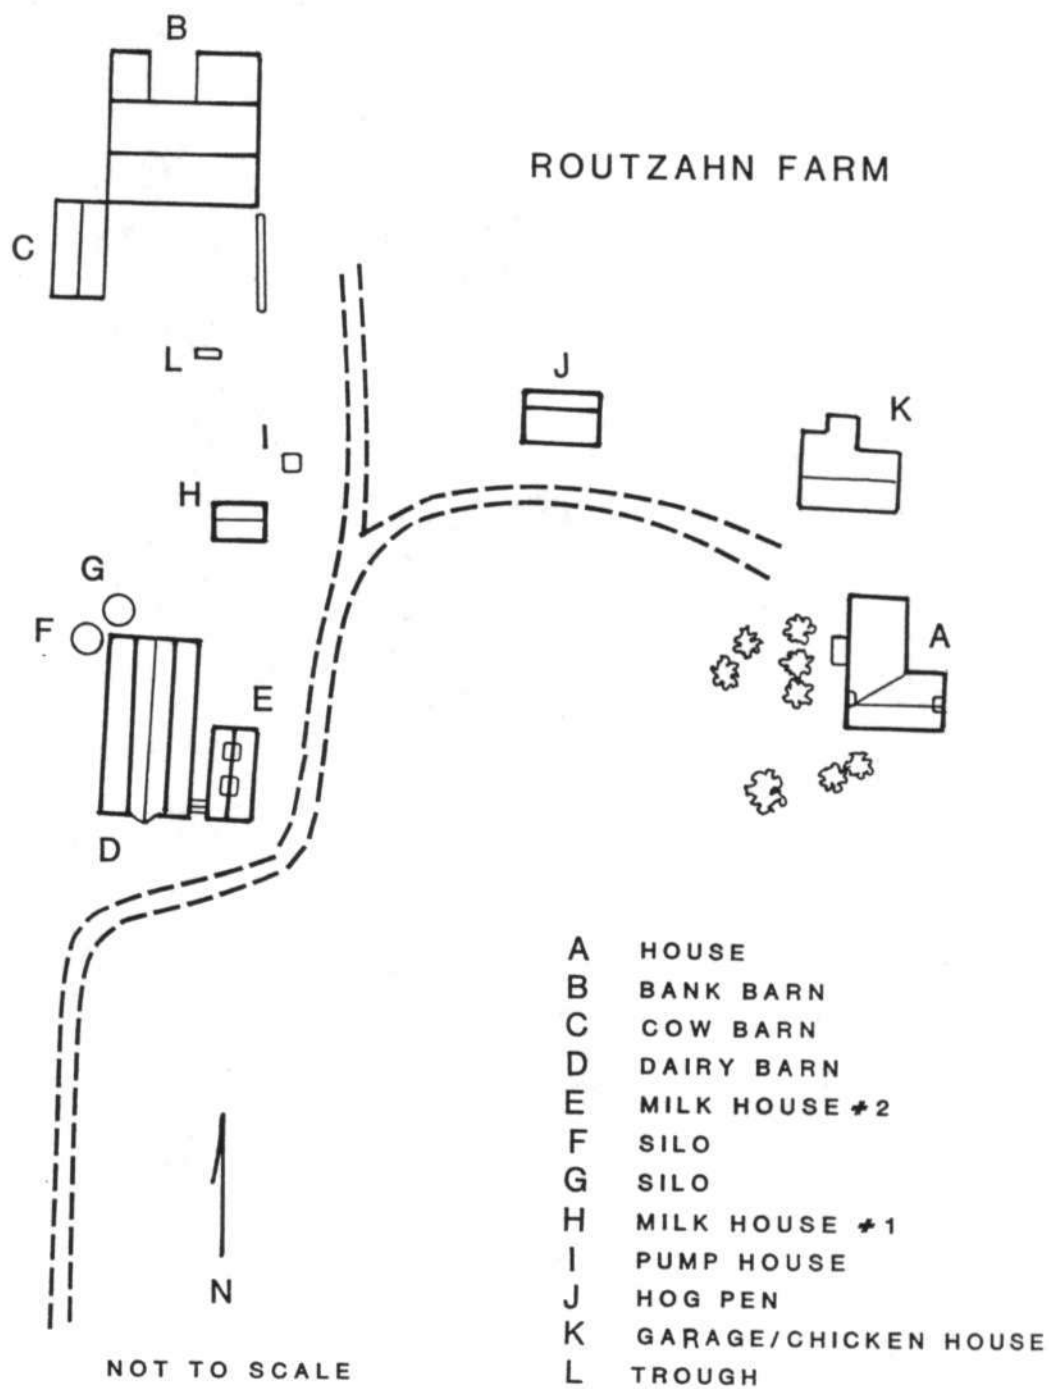 B
ROUTZAHN FARM
C
L
J
K
I
H
G
F
A
E
D
A HOUSE
B BANK BARN
C COW BARN
D DAIRY BARN
E MILK HOUSE #2
F SILO
G SILO
H MILK HOUSE #1
I PUMP HOUSE
J HOG PEN
K GARAGE/CHICKEN HOUSE
L TROUGH
N
NOT TO SCALE